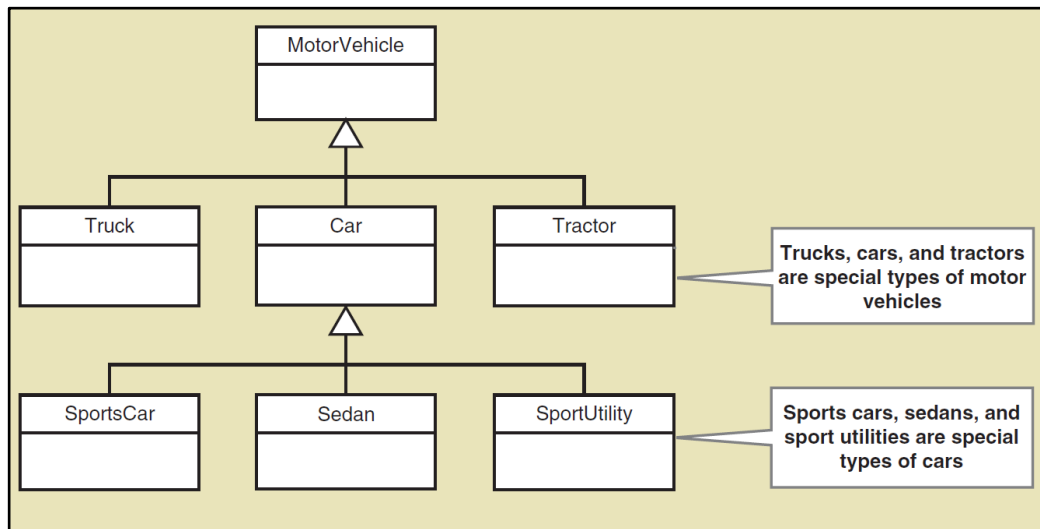 MotorVehicle
Truck
Car
Tractor
Trucks, cars, and tractors
are special types of motor
vehicles
SportsCar
Sedan
SportUtility
Sports cars, sedans, and
sport utilities are special
types of cars